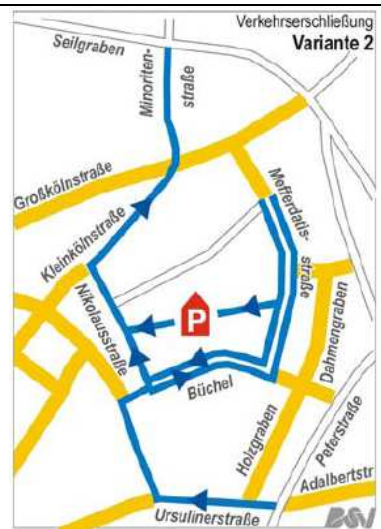 Verkehrserschließung
Variante 2
Seilgraben
Minoriten-
straße
Großkölnstraße
Kleinkölnstraße
Mefferdatis-
straße
Nikolausstraße
P
Dahmengraben
Büchel
Holzgraben
Peterstraße
Adalbertstr
Ursulinerstraße
BSV